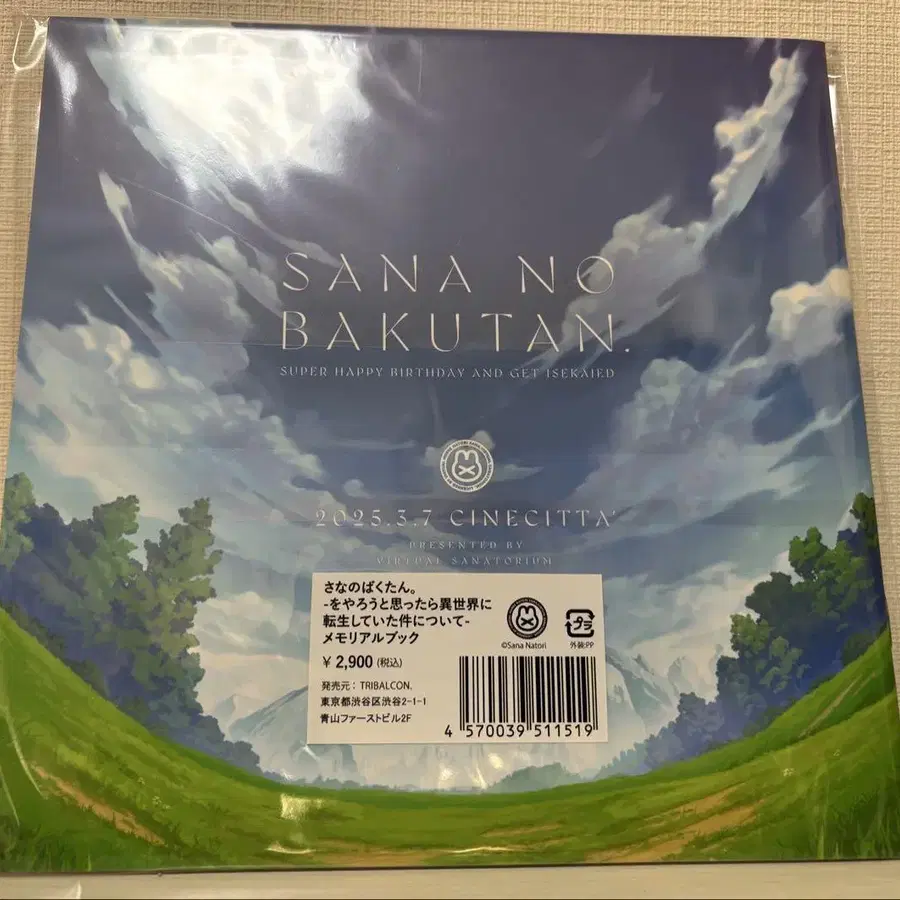 SANA NO
BAKUTAN.
SUPER HAPPY BIRTHDAY AND GET ISEKAIED
2025.3.7 CINECITTA'
PRESENTED BY
VIRTUAL SANATORIUM
さなのばくたん。
-をやろうと思ったら異世界に
転生していた件について-
メモリアルブック
¥ 2,900 (税込)
発売元：TRIBALCON.
東京都渋谷区渋谷2-1-1
青山ファーストビル2F
©Sana Natori
プラ
外装:PP
4 570039 511519